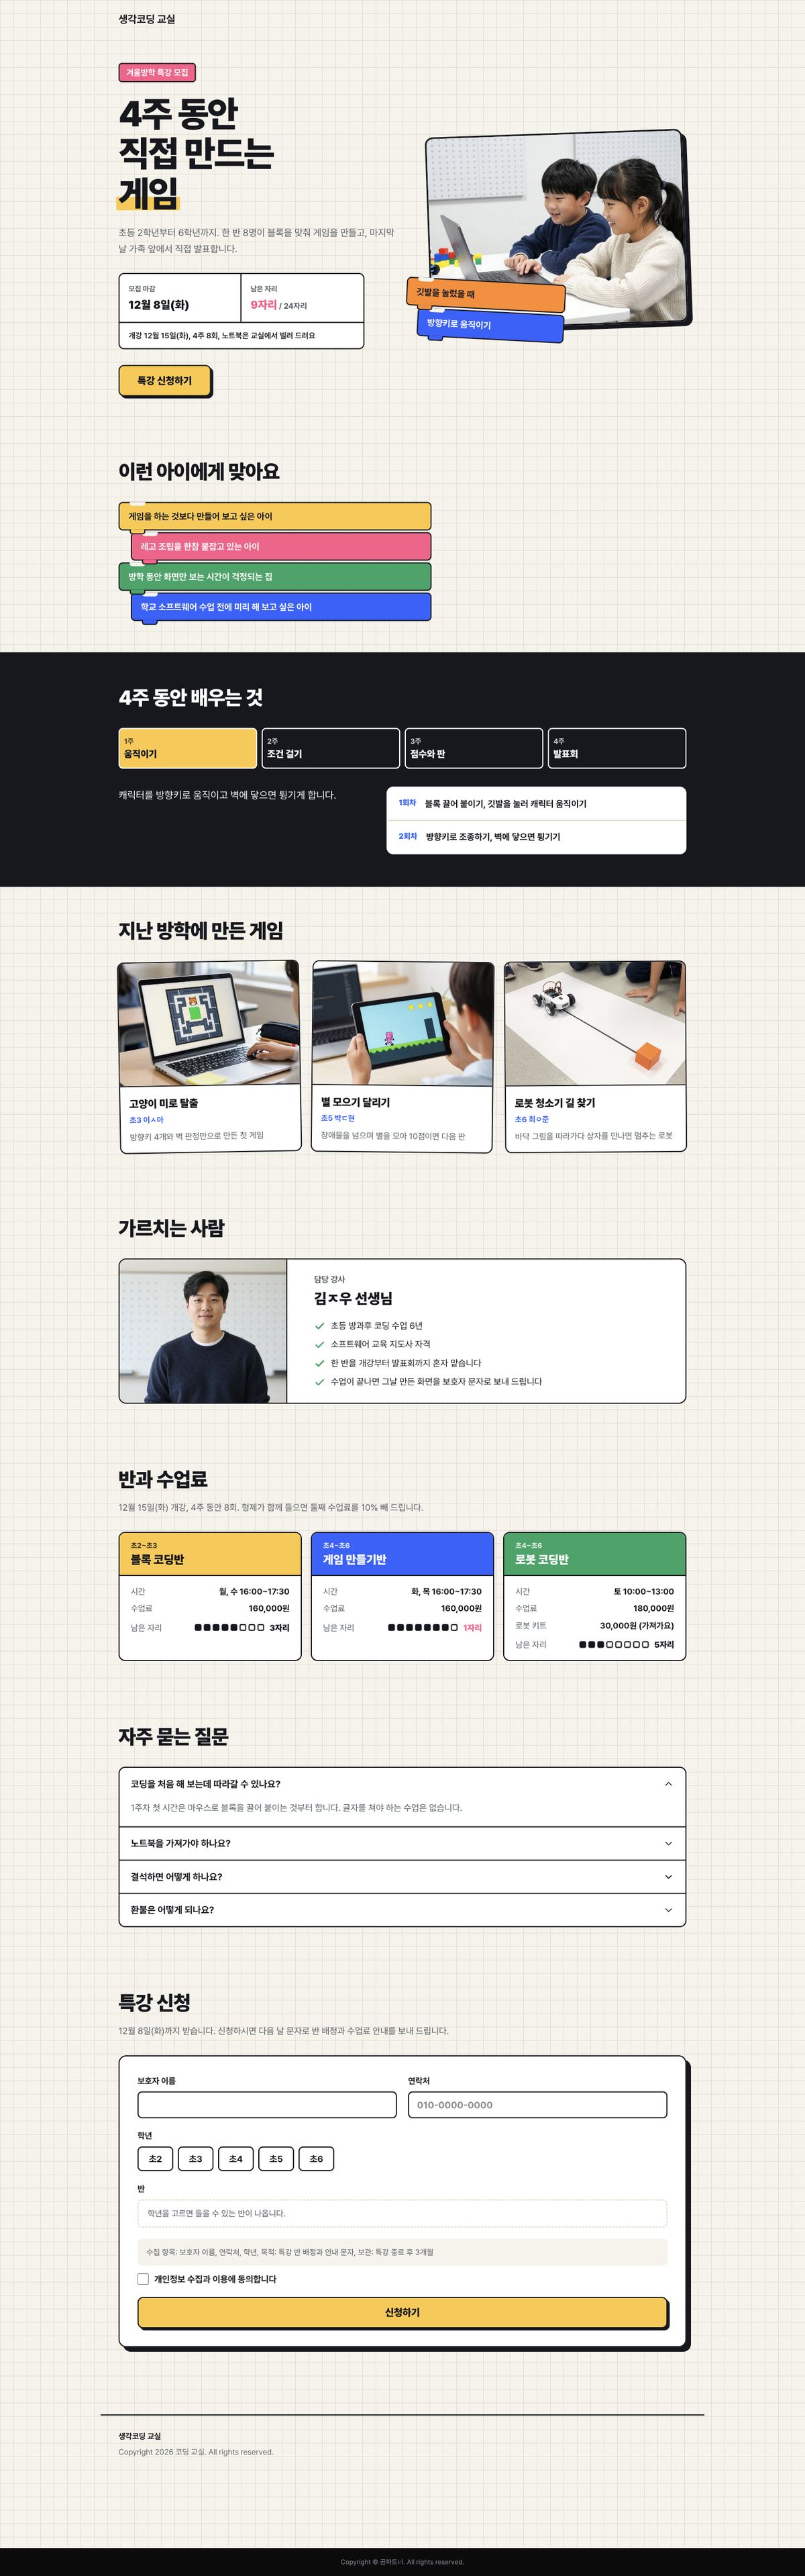 생각코딩 교실
겨울방학 특강 모집
4주 동안
직접 만드는
게임
초등 2학년부터 6학년까지. 한 반 8명이 블록을 맞춰 게임을 만들고, 마지막
날 가족 앞에서 직접 발표합니다.
모집 마감
12월 8일(화)
남은 자리
9자리 / 24자리
개강 12월 15일(화), 4주 8회, 노트북은 교실에서 빌려 드려요
특강 신청하기
깃발을 눌렀을 때
방향키로 움직이기
이런 아이에게 맞아요
게임을 하는 것보다 만들어 보고 싶은 아이
레고 조립을 한참 붙잡고 있는 아이
방학 동안 화면만 보는 시간이 걱정되는 집
학교 소프트웨어 수업 전에 미리 해 보고 싶은 아이
4주 동안 배우는 것
1주
움직이기
2주
조건 걸기
3주
점수와 판
4주
발표회
캐릭터를 방향키로 움직이고 벽에 닿으면 튕기게 합니다.
1회차 블록 끌어 붙이기, 깃발을 눌러 캐릭터 움직이기
2회차 방향키로 조종하기, 벽에 닿으면 튕기기
지난 방학에 만든 게임
고양이 미로 탈출
초3 이ㅅ아
방향키 4개와 벽 판정만으로 만든 첫 게임
별 모으기 달리기
초5 박ㄷ현
장애물을 넘으며 별을 모아 10점이면 다음 판
로봇 청소기 길 찾기
초6 최ㅇ준
바닥 그림을 따라가다 상자를 만나면 멈추는 로봇
가르치는 사람
담당 강사
김ㅈ우 선생님
초등 방과후 코딩 수업 6년
소프트웨어 교육 지도사 자격
한 반을 개강부터 발표회까지 혼자 맡습니다
수업이 끝나면 그날 만든 화면을 보호자 문자로 보내 드립니다
반과 수업료
12월 15일(화) 개강, 4주 동안 8회. 형제가 함께 들으면 둘째 수업료를 10% 빼 드립니다.
초2~초3
블록 코딩반
시간 월, 수 16:00~17:30
수업료 160,000원
남은 자리 3자리
초4~초6
게임 만들기반
시간 화, 목 16:00~17:30
수업료 160,000원
남은 자리 1자리
초4~초6
로봇 코딩반
시간 토 10:00~13:00
수업료 180,000원
로봇 키트 30,000원 (가져가요)
남은 자리 5자리
자주 묻는 질문
코딩을 처음 해 보는데 따라갈 수 있나요?
1주차 첫 시간은 마우스로 블록을 끌어 붙이는 것부터 합니다. 글자를 쳐야 하는 수업은 없습니다.
노트북을 가져가야 하나요?
결석하면 어떻게 하나요?
환불은 어떻게 되나요?
특강 신청
12월 8일(화)까지 받습니다. 신청하시면 다음 날 문자로 반 배정과 수업료 안내를 보내 드립니다.
보호자 이름
연락처
010-0000-0000
학년
초2 초3 초4 초5 초6
반
학년을 고르면 들을 수 있는 반이 나옵니다.
수집 항목: 보호자 이름, 연락처, 학년, 목적: 특강 반 배정과 안내 문자, 보관: 특강 종료 후 3개월
개인정보 수집과 이용에 동의합니다
신청하기
생각코딩 교실
Copyright 2026 코딩 교실. All rights reserved.
Copyright © 곰파트너. All rights reserved.